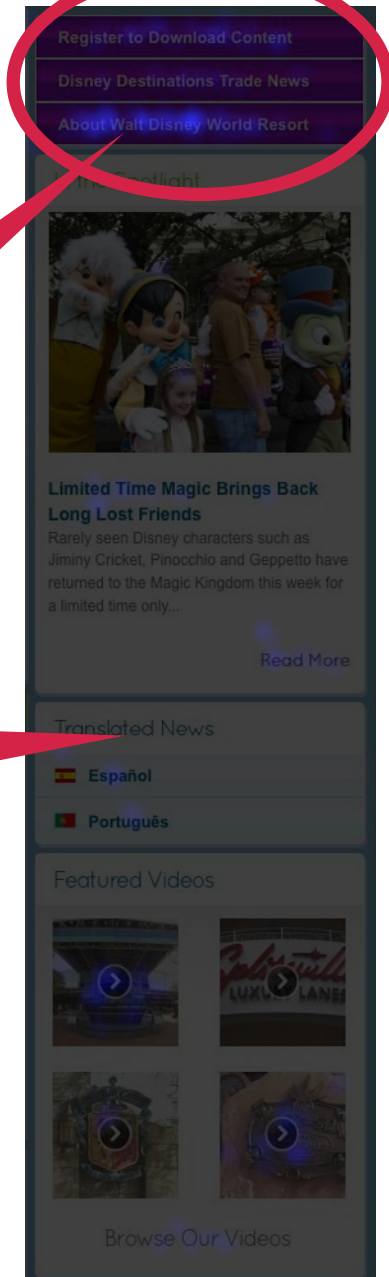 Register to Download Content
Disney Destinations Trade News
About Walt Disney World Resort
In the Spotlight
Limited Time Magic Brings Back
Long Lost Friends
Rarely seen Disney characters such as
Jiminy Cricket, Pinocchio and Geppetto have
returned to the Magic Kingdom this week for
a limited time only...
Read More
Translated News
Español
Português
Featured Videos
Splitsville
LUXURY LANES
Browse Our Videos